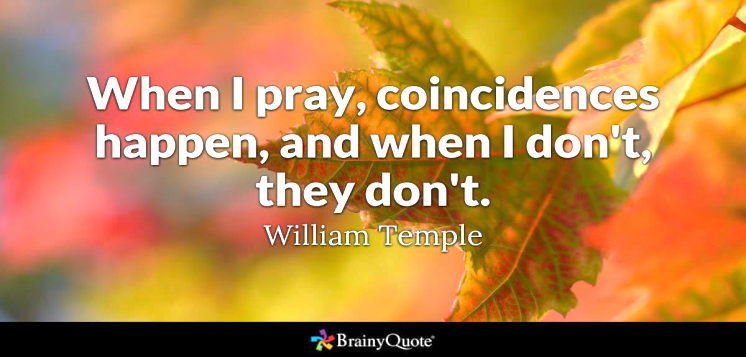 When I pray, coincidences
happen, and when I don't,
they don't.
William Temple
BrainyQuote®